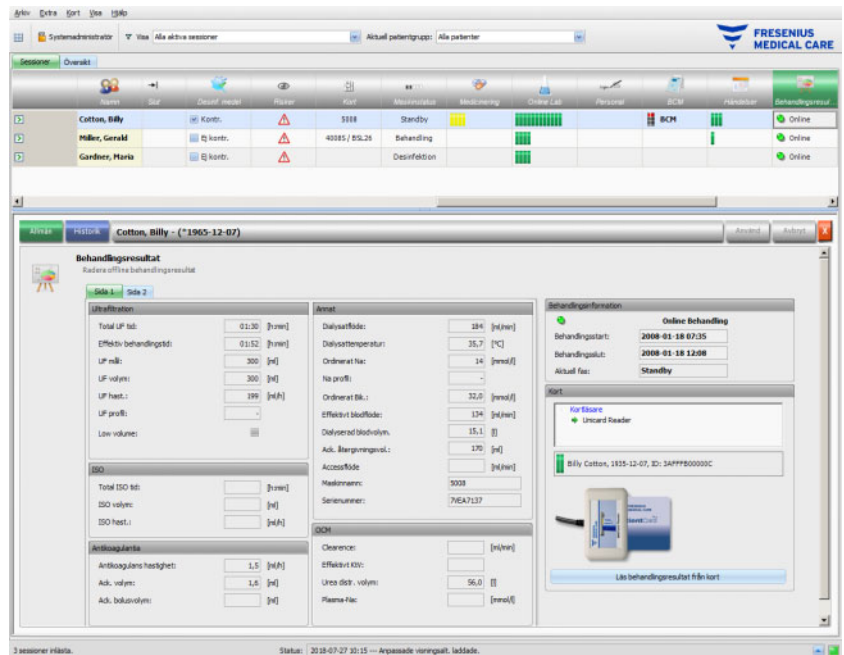 Arkiv Extra Kort Visa Hjälp
Systemadministratör Visa Alla aktiva sessioner Aktuell patientgrupp: Alla patienter
FRESENIUS
MEDICAL CARE
Sessioner Översikt
Namn Slut Desinf. medel Risker Kort Maskinstatus Medicinering Online Lab Personal BCM Händelser Behandlingsresul
Cotton, Billy Kontr. 5008 Standby BCM Online
Miller, Gerald Ej kontr. 4008S / BSL26 Behandling Online
Gardner, Maria Ej kontr. Desinfektion Online
Allmän Historik Cotton, Billy - (*1965-12-07) Använd Avbryt X
Behandlingsresultat
Radera offline behandlingsresultat
Sida 1 Sida 2
Ultrafiltration
Total UF tid: 01:30 [h:min]
Effektiv behandlingstid: 01:52 [h:min]
UF mål: 300 [ml]
UF volym: 300 [ml]
UF hast.: 199 [ml/h]
UF profil: -
Low volume:
ISO
Total ISO tid: [h:min]
ISO volym: [ml]
ISO hast.: [ml/h]
Antikoagulantia
Antikoagulans hastighet: 1,5 [ml/h]
Ack. volym: 1,6 [ml]
Ack. bolusvolym: [ml]
Annat
Dialysatflöde: 184 [ml/min]
Dialysattemperatur: 35,7 [°C]
Ordinerat Na: 14 [mmol/l]
Na profil: -
Ordinerat Bik.: 32,0 [mmol/l]
Effektivt blodflöde: 134 [ml/min]
Dialyserad blodvolym. 15,1 [l]
Ack. återgivningsvol.: 170 [ml]
Accessflöde [ml/min]
Maskinnamn: 5008
Serienummer: 7VEA7137
OCM
Clearence: [ml/min]
Effektivt Kt/V:
Urea distr. volym: 56,0 [l]
Plasma-Na: [mmol/l]
Behandlingsinformation
Online Behandling
Behandlingsstart: 2008-01-18 07:35
Behandlingsslut: 2008-01-18 12:08
Aktuell fas: Standby
Kort
Kortläsare
Unicard Reader
Billy Cotton, 1935-12-07, ID: 3AFFFB00000C
Läs behandlingsresultat från kort
3 sessioner inlästa. Status: 2018-07-27 10:15 --- Anpassade visningsalt. laddade.